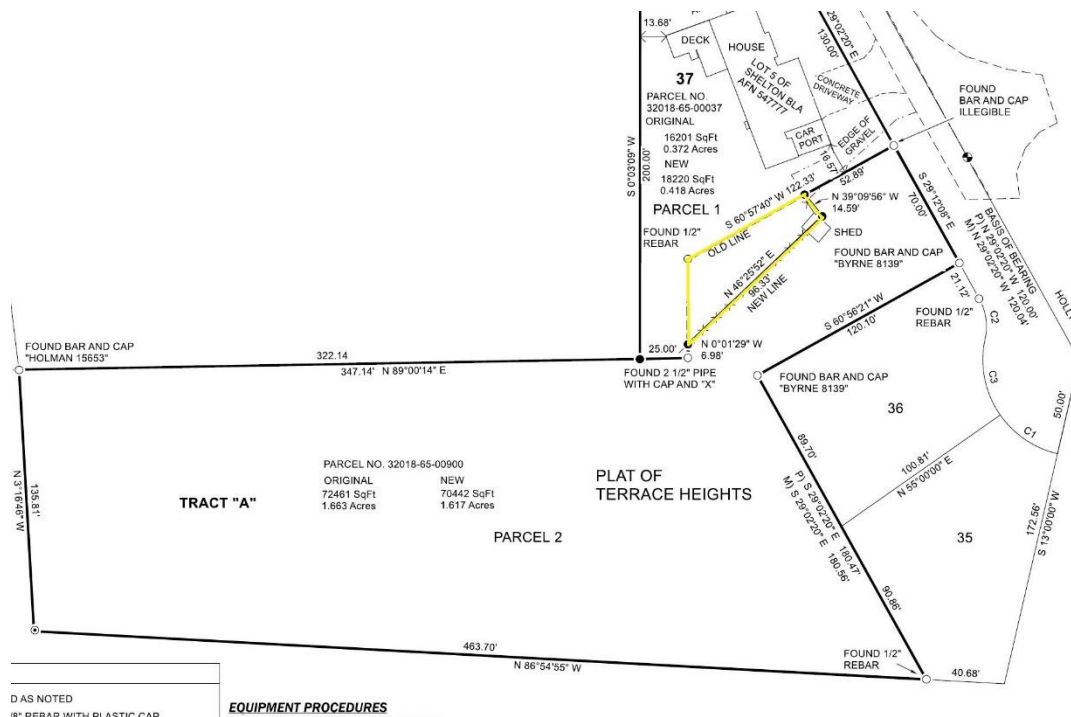 13.68'
DECK
HOUSE
37
LOT 5 OF
SHELTON BLA
AFN 547777
PARCEL NO.
32018-65-00037
ORIGINAL
16201 SqFt
0.372 Acres
NEW
18220 SqFt
0.418 Acres
S 0°03'09" W
200.00'
CAR
PORT
CONCRETE
DRIVEWAY
EDGE OF
GRAVEL
16.57'
29°02'20" E
130.00'
FOUND
BAR AND CAP
ILLEGIBLE
S 60°57'40" W 122.33'
52.89'
PARCEL 1
OLD LINE
N 39°09'56" W
14.59'
SHED
FOUND 1/2"
REBAR
N 46°25'52" E
96.33'
NEW LINE
FOUND BAR AND CAP
"BYRNE 8139"
S 29°12'08" E
70.00'
BASIS OF BEARING
P) N 29°02'20" W 120.00'
M) N 29°02'20" W 120.04'
HOLLY
21.12'
FOUND 1/2"
REBAR
C2
C3
C1
50.00'
S 60°56'21" W
120.10'
FOUND BAR AND CAP
"HOLMAN 15653"
322.14
347.14' N 89°00'14" E
25.00'
N 0°01'29" W
6.98'
FOUND 2 1/2" PIPE
WITH CAP AND "X"
FOUND BAR AND CAP
"BYRNE 8139"
36
100.81'
N 55°00'00" E
35
172.56'
S 13°00'00" W
89.70'
P) S 29°02'20" E 180.47'
M) S 29°02'20" E 180.56'
90.86'
PLAT OF
TERRACE HEIGHTS
N 3°16'46" W
135.81'
TRACT "A"
PARCEL NO. 32018-65-00900
ORIGINAL NEW
72461 SqFt 70442 SqFt
1.663 Acres 1.617 Acres
PARCEL 2
463.70'
N 86°54'55" W
FOUND 1/2"
REBAR
40.68'
D AS NOTED
/8" REBAR WITH PLASTIC CAP
EQUIPMENT PROCEDURES